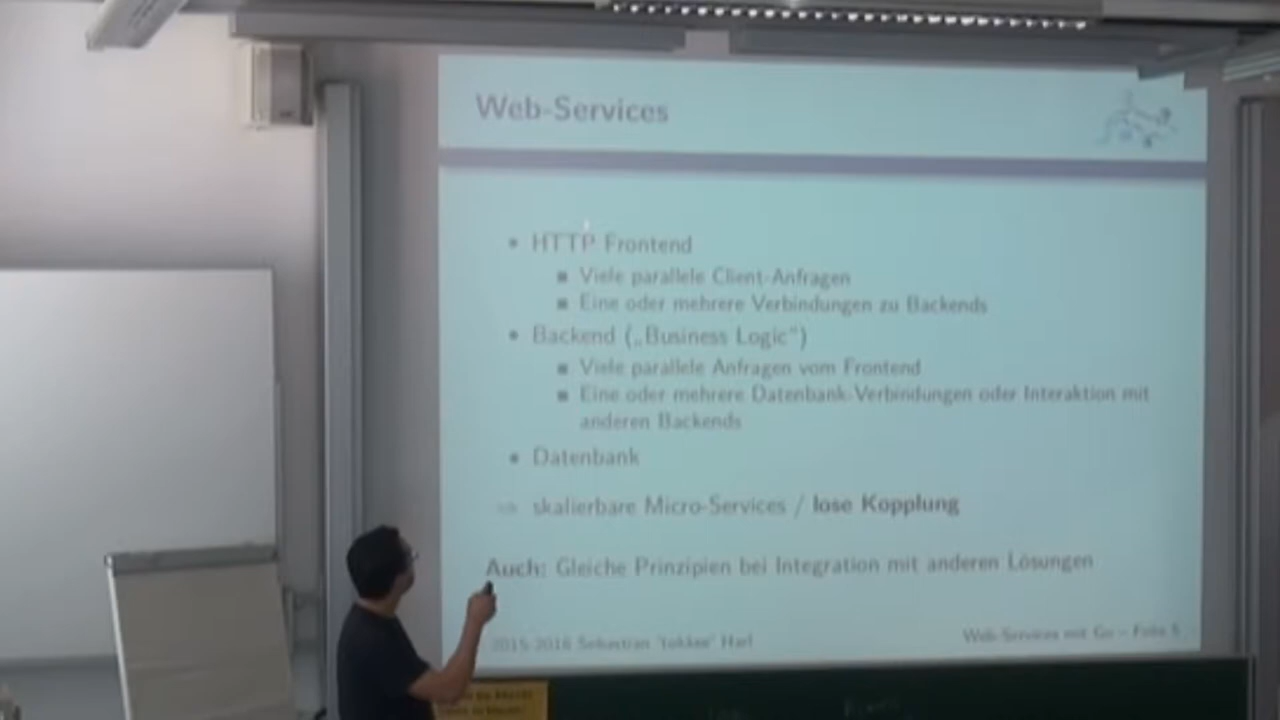 Web-Services
HTTP Frontend
Viele parallele Client-Anfragen
Eine oder mehrere Verbindungen zu Backends
Backend („Business Logic“)
Viele parallele Anfragen vom Frontend
Eine oder mehrere Datenbank-Verbindungen oder Interaktion mit
anderen Backends
Datenbank
⇒ skalierbare Micro-Services / lose Kopplung
Auch: Gleiche Prinzipien bei Integration mit anderen Lösungen
2015-2016 Sebastian "tokkee" Harl
Web-Services mit Go – Folie 5